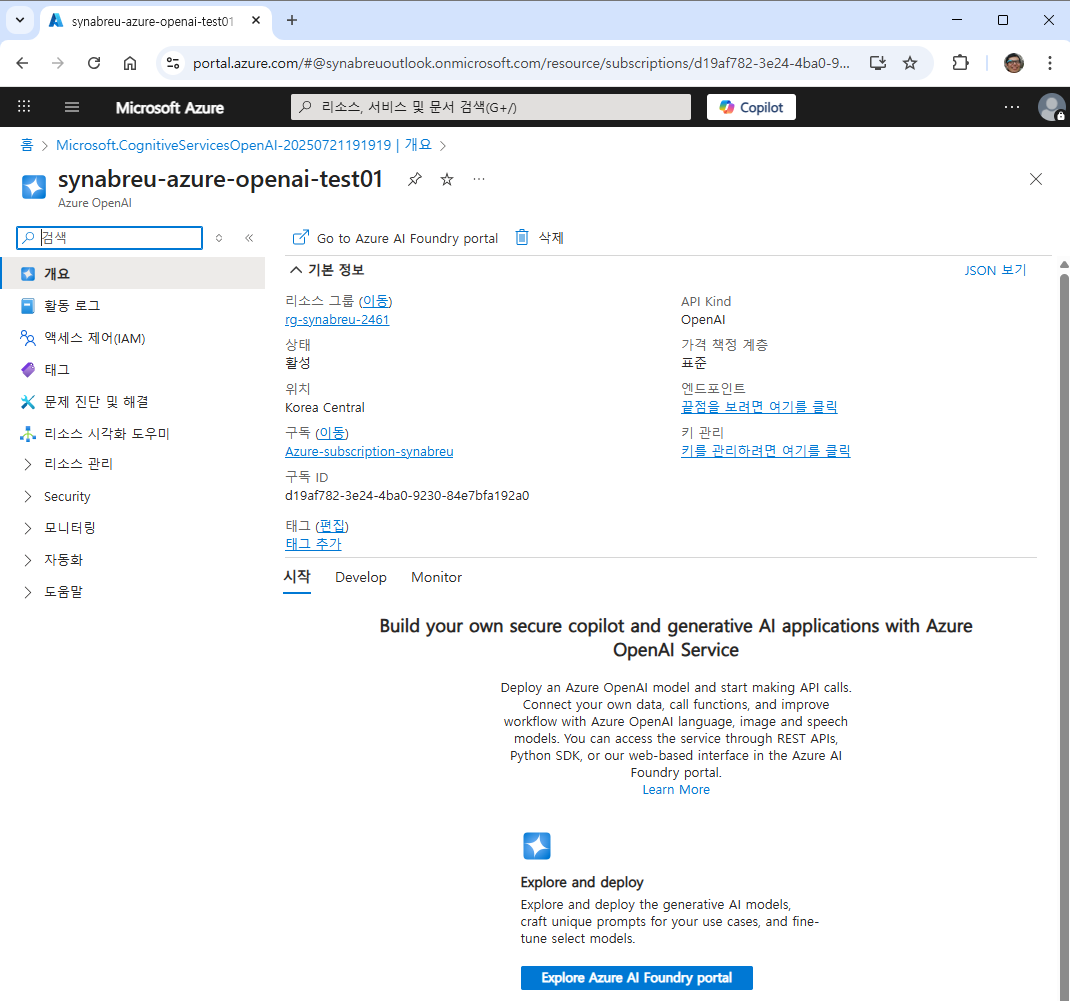 synabreu-azure-openai-test01
portal.azure.com/#@synabreuoutlook.onmicrosoft.com/resource/subscriptions/d19af782-3e24-4ba0-9...
Microsoft Azure
리소스, 서비스 및 문서 검색(G+/)
Copilot
홈 > Microsoft.CognitiveServicesOpenAI-20250721191919 | 개요 >
synabreu-azure-openai-test01
Azure OpenAI
검색
개요
활동 로그
액세스 제어(IAM)
태그
문제 진단 및 해결
리소스 시각화 도우미
리소스 관리
Security
모니터링
자동화
도움말
Go to Azure AI Foundry portal
삭제
기본 정보
JSON 보기
리소스 그룹 (이동)
rg-synabreu-2461
상태
활성
위치
Korea Central
구독 (이동)
Azure-subscription-synabreu
구독 ID
d19af782-3e24-4ba0-9230-84e7bfa192a0
태그 (편집)
태그 추가
API Kind
OpenAI
가격 책정 계층
표준
엔드포인트
끝점을 보려면 여기를 클릭
키 관리
키를 관리하려면 여기를 클릭
시작 Develop Monitor
Build your own secure copilot and generative AI applications with Azure
OpenAI Service
Deploy an Azure OpenAI model and start making API calls.
Connect your own data, call functions, and improve
workflow with Azure OpenAI language, image and speech
models. You can access the service through REST APIs,
Python SDK, or our web-based interface in the Azure AI
Foundry portal.
Learn More
Explore and deploy
Explore and deploy the generative AI models,
craft unique prompts for your use cases, and fine-
tune select models.
Explore Azure AI Foundry portal